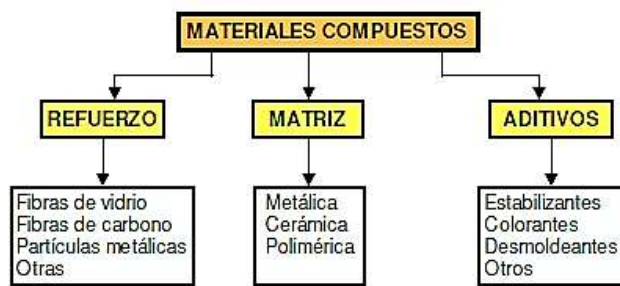 MATERIALES COMPUESTOS
REFUERZO
MATRIZ
ADITIVOS
Fibras de vidrio
Fibras de carbono
Partículas metálicas
Otras
Metálica
Cerámica
Polimérica
Estabilizantes
Colorantes
Desmoldeantes
Otros